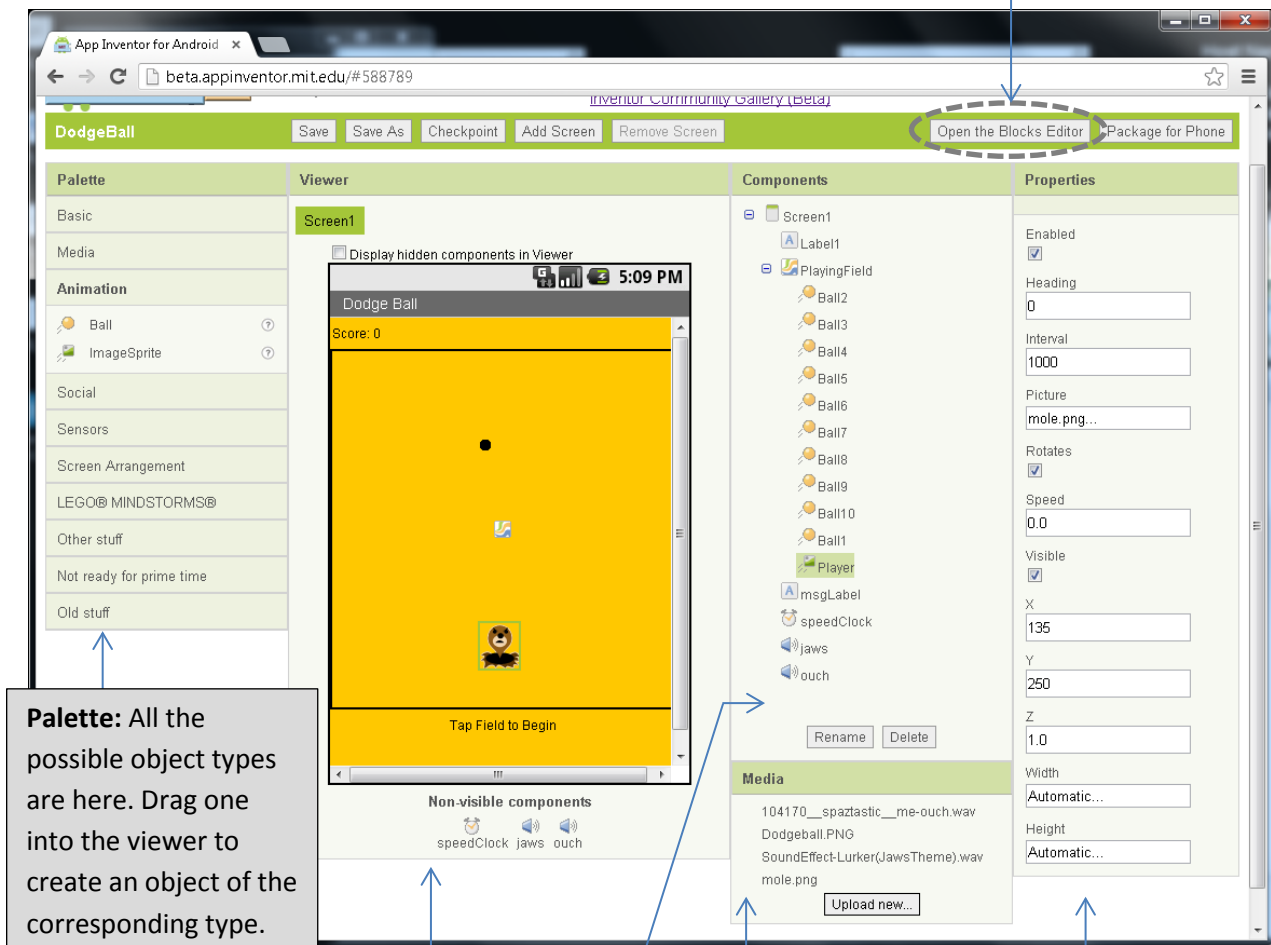 App Inventor for Android
beta.appinventor.mit.edu/#588789
Inventor Community Gallery (Beta)
DodgeBall
Save
Save As
Checkpoint
Add Screen
Remove Screen
Open the Blocks Editor
Package for Phone
Palette
Basic
Media
Animation
Ball
ImageSprite
Social
Sensors
Screen Arrangement
LEGO® MINDSTORMS®
Other stuff
Not ready for prime time
Old stuff
Viewer
Screen1
Display hidden components in Viewer
5:09 PM
Dodge Ball
Score: 0
Tap Field to Begin
Non-visible components
speedClock jaws ouch
Components
Screen1
Label1
PlayingField
Ball2
Ball3
Ball4
Ball5
Ball6
Ball7
Ball8
Ball9
Ball10
Ball1
Player
msgLabel
speedClock
jaws
ouch
Rename
Delete
Media
104170__spaztastic__me-ouch.wav
Dodgeball.PNG
SoundEffect-Lurker(JawsTheme).wav
mole.png
Upload new...
Properties
Enabled
Heading
0
Interval
1000
Picture
mole.png...
Rotates
Speed
0.0
Visible
X
135
Y
250
Z
1.0
Width
Automatic...
Height
Automatic...
Palette: All the
possible object types
are here. Drag one
into the viewer to
create an object of the
corresponding type.